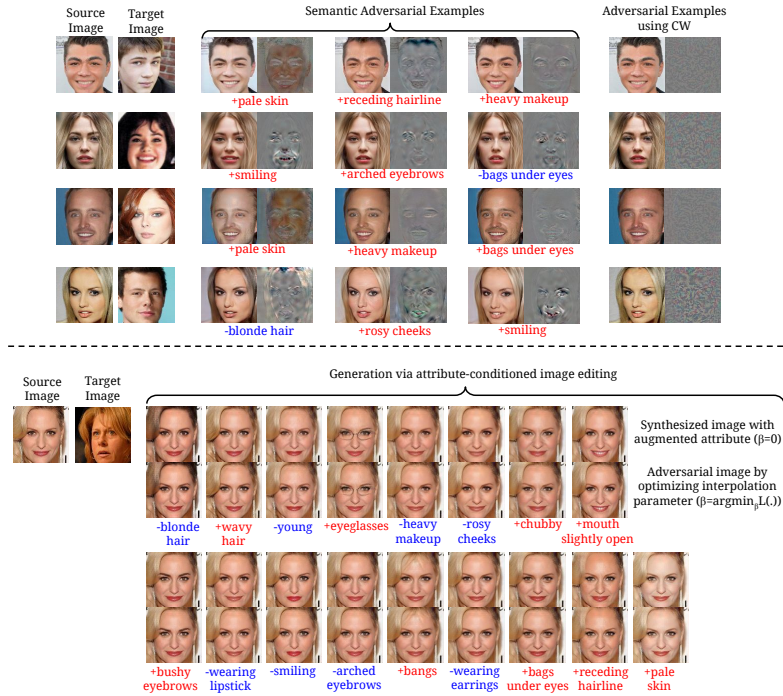 Source
Image
Target
Image
Semantic Adversarial Examples
Adversarial Examples
using CW
+pale skin
+receding hairline
+heavy makeup
+smiling
+arched eyebrows
-bags under eyes
+pale skin
+heavy makeup
+bags under eyes
-blonde hair
+rosy cheeks
+smiling
Source
Image
Target
Image
Generation via attribute-conditioned image editing
Synthesized image with
augmented attribute (β=0)
Adversarial image by
optimizing interpolation
parameter (β=argminᵦL(.))
-blonde
hair
+wavy
hair
-young
+eyeglasses
-heavy
makeup
-rosy
cheeks
+chubby
+mouth
slightly open
+bushy
eyebrows
-wearing
lipstick
-smiling
-arched
eyebrows
+bangs
-wearing
earrings
+bags
under eyes
+receding
hairline
+pale
skin